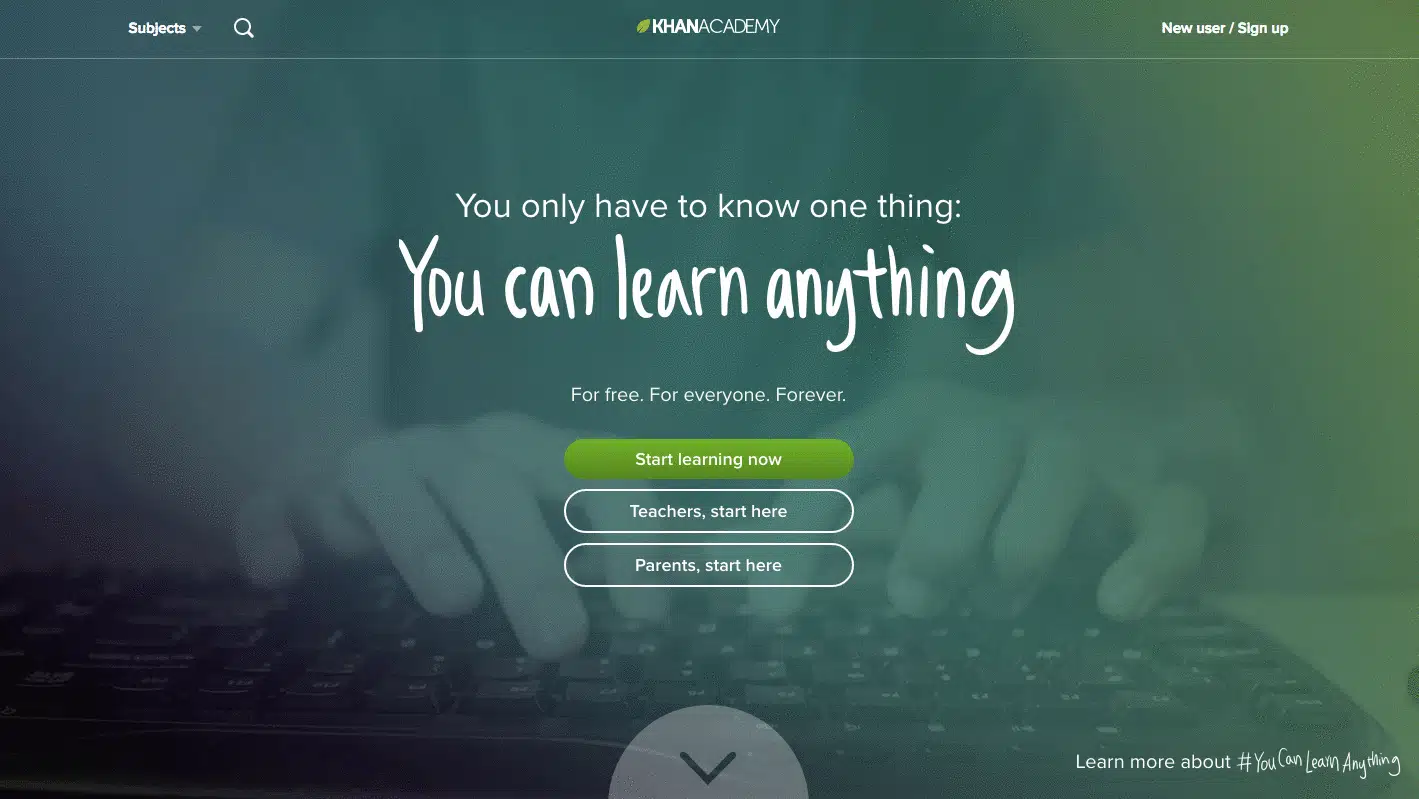 Subjects
KHANACADEMY
New user / Sign up
You only have to know one thing:
You can learn anything
For free. For everyone. Forever.
Start learning now
Teachers, start here
Parents, start here
Learn more about #YouCanLearnAnything